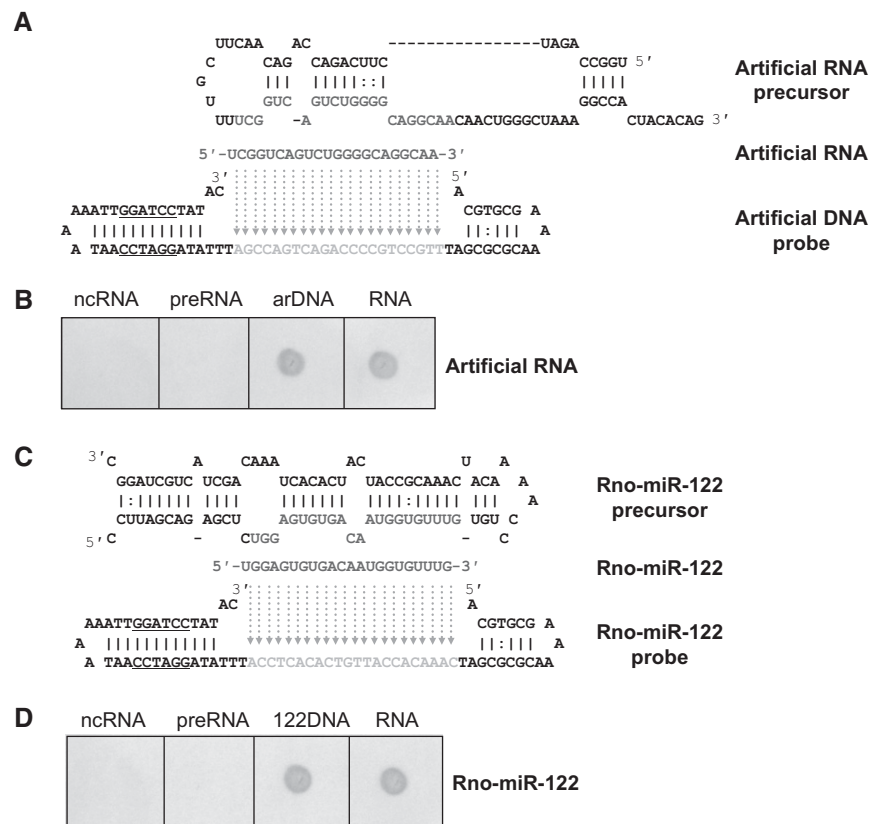 A
UUCAA AC ----------------UAGA
C CAG CAGACUUC CCGGU 5′
G ||| |||||::| |||||
U GUC GUCUGGGG GGCCA
UUUCG -A CAGGCAACAACUGGGCUAAA CUACACAG 3′
Artificial RNA
precursor
5′-UCGGUCAGUCUGGGGCAGGCAA-3′
Artificial RNA
3′ 5′
AC A
AAATTGGATCCTAT CGTGCG A
A |||||||||||| ||:||| A
A TAACCTAGGATATTTAGCCAGTCAGACCCCGTCCGTTTAGCGCGCAA
Artificial DNA
probe
B
ncRNA preRNA arDNA RNA
Artificial RNA
C
3′C A CAAA AC U A
GGAUCGUC UCGA UCACACU UACCGCAAAC ACA A
|:|||||| |||| ||||||| ||||:||||| ||| A
CUUAGCAG AGCU AGUGUGA AUGGUGUUUG UGU C
5′C - CUGG CA - C
Rno-miR-122
precursor
5′-UGGAGUGUGACAAUGGUGUUUG-3′
Rno-miR-122
3′ 5′
AC A
AAATTGGATCCTAT CGTGCG A
A |||||||||||| ||:||| A
A TAACCTAGGATATTTACCTCACACTGTTACCACAAACTAGCGCGCAA
Rno-miR-122
probe
D
ncRNA preRNA 122DNA RNA
Rno-miR-122